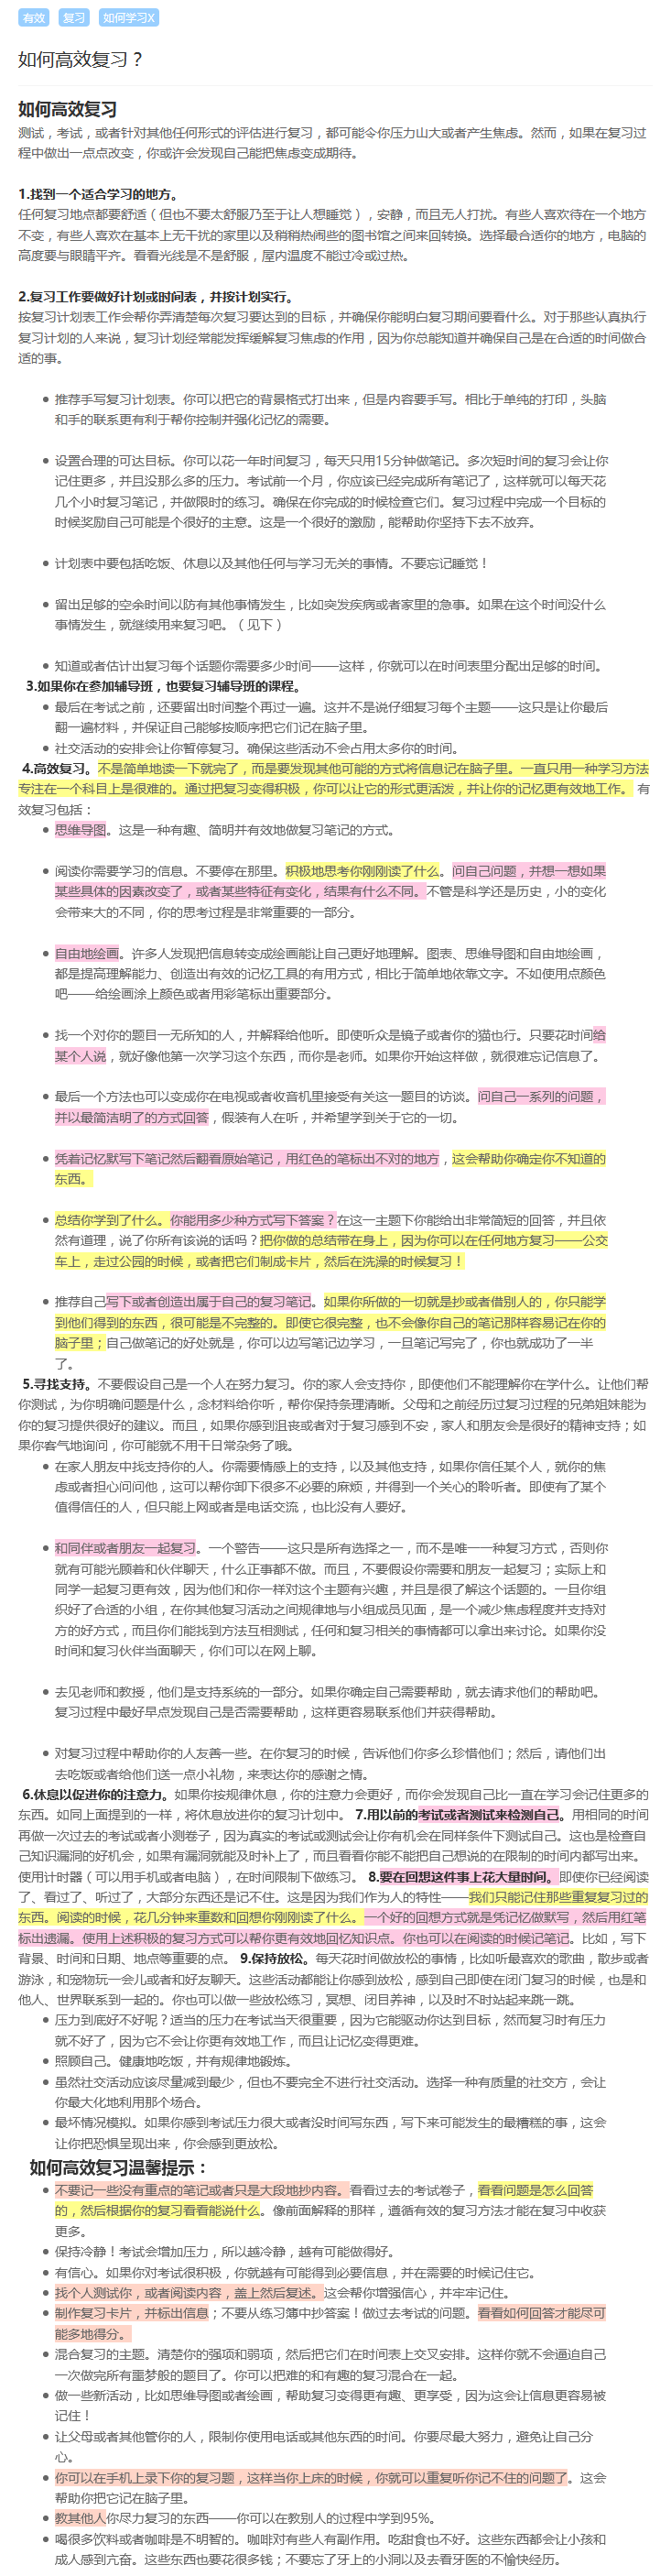 有效 复习 如何学习X
如何高效复习？
如何高效复习
测试，考试，或者针对其他任何形式的评估进行复习，都可能令你压力山大或者产生焦虑。然而，如果在复习过
程中做出一点点改变，你或许会发现自己能把焦虑变成期待。
1.找到一个适合学习的地方。
任何复习地点都要舒适（但也不要太舒服乃至于让人想睡觉），安静，而且无人打扰。有些人喜欢待在一个地方
不变，有些人喜欢在基本上无干扰的家里以及稍稍热闹些的图书馆之间来回转换。选择最合适你的地方，电脑的
高度要与眼睛平齐。看看光线是不是舒服，屋内温度不能过冷或过热。
2.复习工作要做好计划或时间表，并按计划实行。
按复习计划表工作会帮你弄清楚每次复习要达到的目标，并确保你能明白复习期间要看什么。对于那些认真执行
复习计划的人来说，复习计划经常能发挥缓解复习焦虑的作用，因为你总能知道并确保自己是在合适的时间做合
适的事。
推荐手写复习计划表。你可以把它的背景格式打出来，但是内容要手写。相比于单纯的打印，头脑
和手的联系更有利于帮你控制并强化记忆的需要。
设置合理的可达目标。你可以花一年时间复习，每天只用15分钟做笔记。多次短时间的复习会让你
记住更多，并且没那么多的压力。考试前一个月，你应该已经完成所有笔记了，这样就可以每天花
几个小时复习笔记，并做限时的练习。确保在你完成的时候检查它们。复习过程中完成一个目标的
时候奖励自己可能是个很好的主意。这是一个很好的激励，能帮助你坚持下去不放弃。
计划表中要包括吃饭、休息以及其他任何与学习无关的事情。不要忘记睡觉！
留出足够的空余时间以防有其他事情发生，比如突发疾病或者家里的急事。如果在这个时间没什么
事情发生，就继续用来复习吧。（见下）
知道或者估计出复习每个话题你需要多少时间——这样，你就可以在时间表里分配出足够的时间。
3.如果你在参加辅导班，也要复习辅导班的课程。
最后在考试之前，还要留出时间整个再过一遍。这并不是说仔细复习每个主题——这只是让你最后
翻一遍材料，并保证自己能够按顺序把它们记在脑子里。
社交活动的安排会让你暂停复习。确保这些活动不会占用太多你的时间。
4.高效复习。不是简单地读一下就完了，而是要发现其他可能的方式将信息记在脑子里。一直只用一种学习方法
专注在一个科目上是很难的。通过把复习变得积极，你可以让它的形式更活泼，并让你的记忆更有效地工作。 有
效复习包括：
思维导图。这是一种有趣、简明并有效地做复习笔记的方式。
阅读你需要学习的信息。不要停在那里。积极地思考你刚刚读了什么。问自己问题，并想一想如果
某些具体的因素改变了，或者某些特征有变化，结果有什么不同。不管是科学还是历史，小的变化
会带来大的不同，你的思考过程是非常重要的一部分。
自由地绘画。许多人发现把信息转变成绘画能让自己更好地理解。图表、思维导图和自由地绘画，
都是提高理解能力、创造出有效的记忆工具的有用方式，相比于简单地依靠文字。不如使用点颜色
吧——给绘画涂上颜色或者用彩笔标出重要部分。
找一个对你的题目一无所知的人，并解释给他听。即使听众是镜子或者你的猫也行。只要花时间给
某个人说，就好像他第一次学习这个东西，而你是老师。如果你开始这样做，就很难忘记信息了。
最后一个方法也可以变成你在电视或者收音机里接受有关这一题目的访谈。问自己一系列的问题，
并以最简洁明了的方式回答，假装有人在听，并希望学到关于它的一切。
凭着记忆默写下笔记然后翻看原始笔记，用红色的笔标出不对的地方，这会帮助你确定你不知道的
东西。
总结你学到了什么。你能用多少种方式写下答案？在这一主题下你能给出非常简短的回答，并且依
然有道理，说了你所有该说的话吗？把你做的总结带在身上，因为你可以在任何地方复习——公交
车上，走过公园的时候，或者把它们制成卡片，然后在洗澡的时候复习！
推荐自己写下或者创造出属于自己的复习笔记。如果你所做的一切就是抄或者借别人的，你只能学
到他们得到的东西，很可能是不完整的。即使它很完整，也不会像你自己的笔记那样容易记在你的
脑子里；自己做笔记的好处就是，你可以边写笔记边学习，一旦笔记写完了，你也就成功了一半
了。
5.寻找支持。不要假设自己是一个人在努力复习。你的家人会支持你，即使他们不能理解你在学什么。让他们帮
你测试，为你明确问题是什么，念材料给你听，帮你保持条理清晰。父母和之前经历过复习过程的兄弟姐妹能为
你的复习提供很好的建议。而且，如果你感到沮丧或者对于复习感到不安，家人和朋友会是很好的精神支持；如
果你客气地询问，你可能就不用干日常杂务了哦。
在家人朋友中找支持你的人。你需要情感上的支持，以及其他支持，如果你信任某个人，就你的焦
虑或者担心问问他，这可以帮你卸下很多不必要的麻烦，并得到一个关心的聆听者。即使有了某个
值得信任的人，但只能上网或者是电话交流，也比没有人要好。
和同伴或者朋友一起复习。一个警告——这只是所有选择之一，而不是唯一一种复习方式，否则你
就有可能光顾着和伙伴聊天，什么正事都不做。而且，不要假设你需要和朋友一起复习；实际上和
同学一起复习更有效，因为他们和你一样对这个主题有兴趣，并且是很了解这个话题的。一旦你组
织好了合适的小组，在你其他复习活动之间规律地与小组成员见面，是一个减少焦虑程度并支持对
方的好方式，而且你们能找到方法互相测试，任何和复习相关的事情都可以拿出来讨论。如果你没
时间和复习伙伴当面聊天，你们可以在网上聊。
去见老师和教授，他们是支持系统的一部分。如果你确定自己需要帮助，就去请求他们的帮助吧。
复习过程中最好早点发现自己是否需要帮助，这样更容易联系他们并获得帮助。
对复习过程中帮助你的人友善一些。在你复习的时候，告诉他们你多么珍惜他们；然后，请他们出
去吃饭或者给他们送一点小礼物，来表达你的感谢之情。
6.休息以促进你的注意力。如果你按规律休息，你的注意力会更好，而你会发现自己比一直在学习会记住更多的
东西。如同上面提到的一样，将休息放进你的复习计划中。 7.用以前的考试或者测试来检测自己。用相同的时间
再做一次过去的考试或者小测卷子，因为真实的考试或测试会让你有机会在同样条件下测试自己。这也是检查自
己知识漏洞的好机会，如果有漏洞就能及时补上了，而且看看你能不能把自己想说的在限制的时间内都写出来。
使用计时器（可以用手机或者电脑），在时间限制下做练习。 8.要在回想这件事上花大量时间。即使你已经阅读
了、看过了、听过了，大部分东西还是记不住。这是因为我们作为人的特性——我们只能记住那些重复复习过的
东西。阅读的时候，花几分钟来重数和回想你刚刚读了什么。一个好的回想方式就是凭记忆做默写，然后用红笔
标出遗漏。使用上述积极的复习方式可以帮你更有效地回忆知识点。你也可以在阅读的时候记笔记。比如，写下
背景、时间和日期、地点等重要的点。 9.保持放松。每天花时间做放松的事情，比如听最喜欢的歌曲，散步或者
游泳，和宠物玩一会儿或者和好友聊天。这些活动都能让你感到放松，感到自己即使在闭门复习的时候，也是和
他人、世界联系到一起的。你也可以做一些放松练习，冥想、闭目养神，以及时不时站起来跳一跳。
压力到底好不好呢？适当的压力在考试当天很重要，因为它能驱动你达到目标，然而复习时有压力
就不好了，因为它不会让你更有效地工作，而且让记忆变得更难。
照顾自己。健康地吃饭，并有规律地锻炼。
虽然社交活动应该尽量减到最少，但也不要完全不进行社交活动。选择一种有质量的社交方，会让
你最大化地利用那个场合。
最坏情况模拟。如果你感到考试压力很大或者没时间写东西，写下来可能发生的最糟糕的事，这会
让你把恐惧呈现出来，你会感到更放松。
如何高效复习温馨提示：
不要记一些没有重点的笔记或者只是大段地抄内容。看看过去的考试卷子，看看问题是怎么回答
的，然后根据你的复习看看能说什么。像前面解释的那样，遵循有效的复习方法才能在复习中收获
更多。
保持冷静！考试会增加压力，所以越冷静，越有可能做得好。
有信心。如果你对考试很积极，你就越有可能得到必要信息，并在需要的时候记住它。
找个人测试你，或者阅读内容，盖上然后复述。这会帮你增强信心，并牢牢记住。
制作复习卡片，并标出信息；不要从练习簿中抄答案！做过去考试的问题。看看如何回答才能尽可
能多地得分。
混合复习的主题。清楚你的强项和弱项，然后把它们在时间表上交叉安排。这样你就不会逼迫自己
一次做完所有噩梦般的题目了。你可以把难的和有趣的复习混合在一起。
做一些新活动，比如思维导图或者绘画，帮助复习变得更有趣、更享受，因为这会让信息更容易被
记住！
让父母或者其他管你的人，限制你使用电话或其他东西的时间。你要尽最大努力，避免让自己分
心。
你可以在手机上录下你的复习题，这样当你上床的时候，你就可以重复听你记不住的问题了。这会
帮助你把它记在脑子里。
教其他人你尽力复习的东西——你可以在教别人的过程中学到95%。
喝很多饮料或者咖啡是不明智的。咖啡对有些人有副作用。吃甜食也不好。这些东西都会让小孩和
成人感到亢奋。这些东西也要花很多钱；不要忘了牙上的小洞以及去看牙医的不愉快经历。